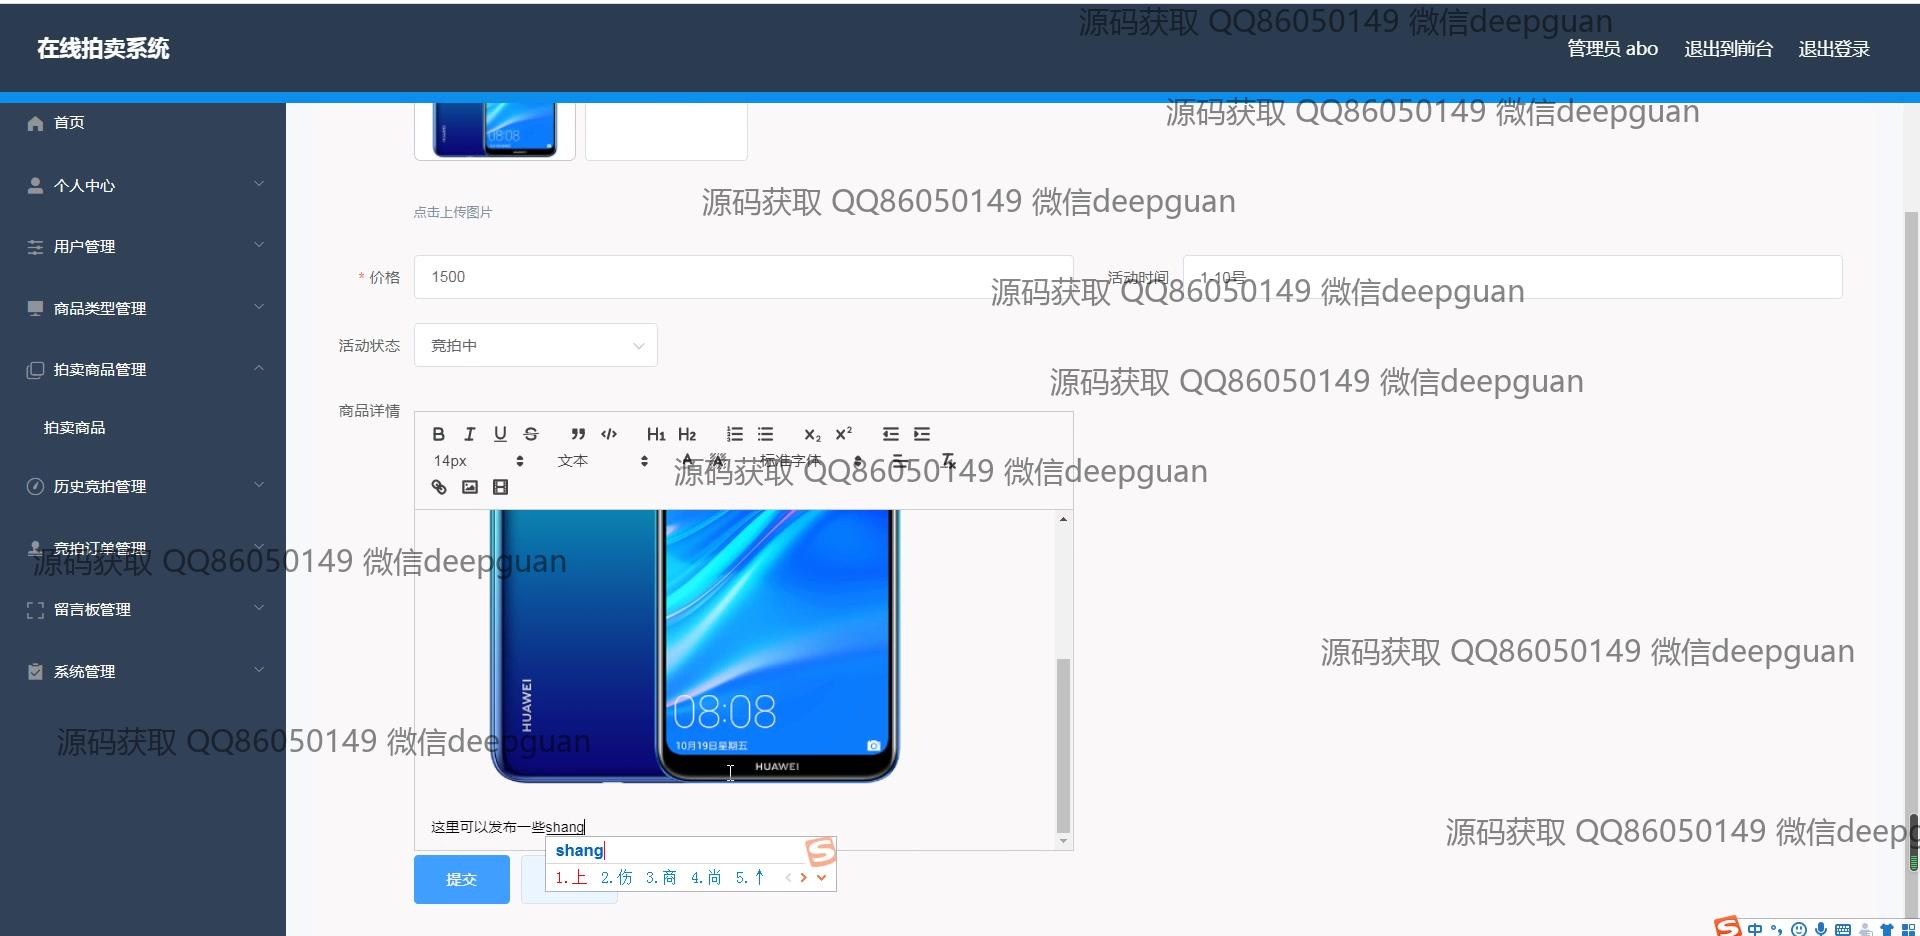 源码获取 QQ86050149 微信deepguan
在线拍卖系统
管理员 abo
退出到前台
退出登录
首页
个人中心
用户管理
商品类型管理
拍卖商品管理
拍卖商品
历史竞拍管理
竞拍订单管理
留言板管理
系统管理
08:08
源码获取 QQ86050149 微信deepguan
点击上传图片
源码获取 QQ86050149 微信deepguan
* 价格
1500
活动时间
1-10号
源码获取 QQ86050149 微信deepguan
活动状态
竞拍中
源码获取 QQ86050149 微信deepguan
商品详情
B I U S ” </> H1 H2 x₂ x²
14px
文本
标准字体
源码获取 QQ86050149 微信deepguan
源码获取 QQ86050149 微信deepguan
HUAWEI
08:08
10月19日星期五
HUAWEI
源码获取 QQ86050149 微信deepguan
源码获取 QQ86050149 微信deepguan
这里可以发布一些shang
shang
1.上 2.伤 3.商 4.尚 5.↑
源码获取 QQ86050149 微信deepg
提交
中